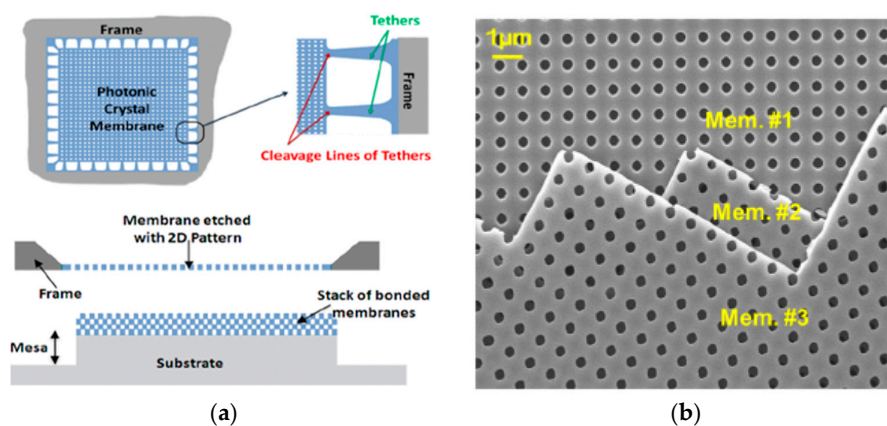 Frame
Photonic
Crystal
Membrane
Tethers
Frame
Cleavage Lines of Tethers
Membrane etched
with 2D Pattern
Frame
Stack of bonded
membranes
Mesa
Substrate
(a)
1µm
Mem. #1
Mem. #2
Mem. #3
(b)